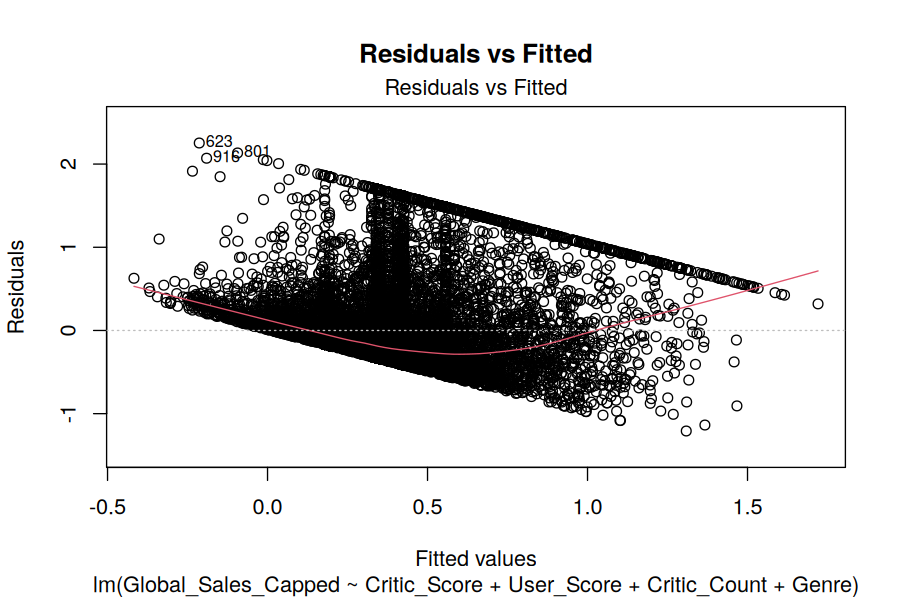 Residuals vs Fitted
Residuals vs Fitted
623
916
801
Residuals
2
1
0
-1
-0.5 0.0 0.5 1.0 1.5
Fitted values
lm(Global_Sales_Capped ~ Critic_Score + User_Score + Critic_Count + Genre)